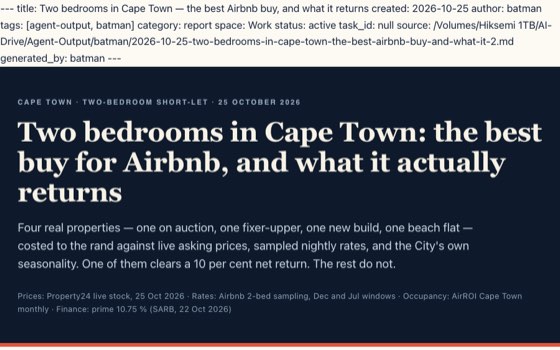 --- title: Two bedrooms in Cape Town — the best Airbnb buy, and what it returns created: 2026-10-25 author: batman
tags: [agent-output, batman] category: report space: Work status: active task_id: null source: /Volumes/Hiksemi 1TB/AI-
Drive/Agent-Output/batman/2026-10-25-two-bedrooms-in-cape-town-the-best-airbnb-buy-and-what-it-2.md
generated_by: batman ---
CAPE TOWN · TWO-BEDROOM SHORT-LET · 25 OCTOBER 2026
Two bedrooms in Cape Town: the best
buy for Airbnb, and what it actually
returns
Four real properties — one on auction, one fixer-upper, one new build, one beach flat —
costed to the rand against live asking prices, sampled nightly rates, and the City's own
seasonality. One of them clears a 10 per cent net return. The rest do not.
Prices: Property24 live stock, 25 Oct 2026 · Rates: Airbnb 2-bed sampling, Dec and Jul windows · Occupancy: AirROI Cape Town
monthly · Finance: prime 10.75 % (SARB, 22 Oct 2026)